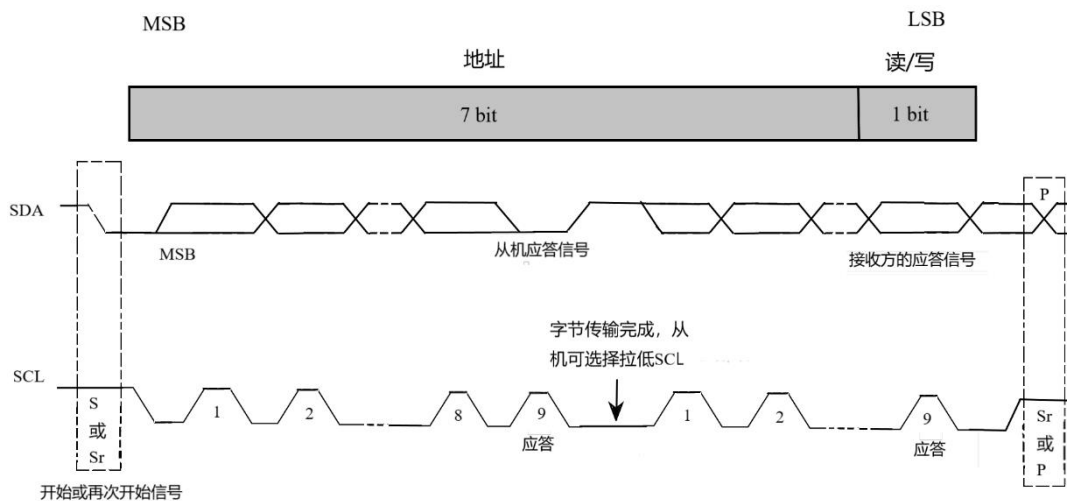 MSB
LSB
地址
读/写
7 bit
1 bit
SDA
P
MSB
从机应答信号
接收方的应答信号
字节传输完成，从
机可选择拉低SCL
SCL
S
或
Sr
1
2
8
9
1
2
9
Sr
或
P
应答
应答
开始或再次开始信号